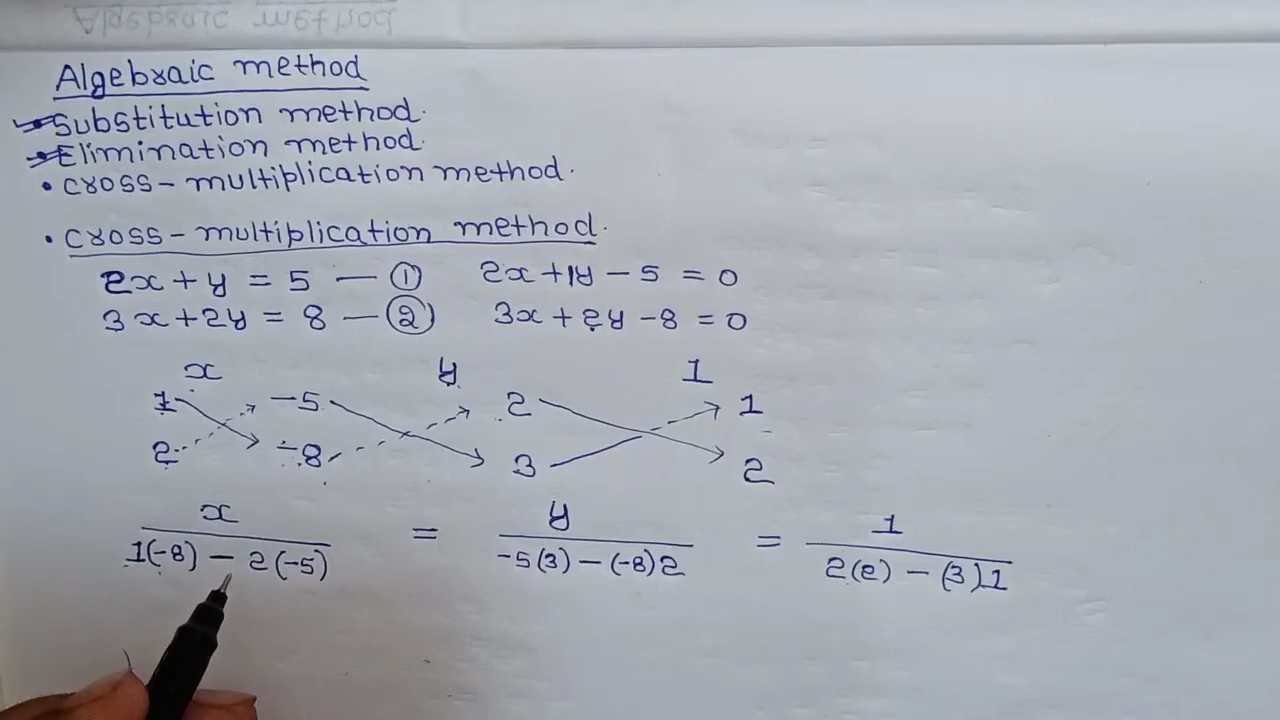 Algebraic method
Substitution method.
Elimination method.
• cross-multiplication method.
• cross-multiplication method.
2x + y = 5 — ① 2x + 1y - 5 = 0
3x + 2y = 8 — ② 3x + 2y - 8 = 0
x y 1
1 -5 2 1
2 -8 3 2
x = y = 1
1(-8) - 2(-5) -5(3) - (-8)2 2(2) - (3)1